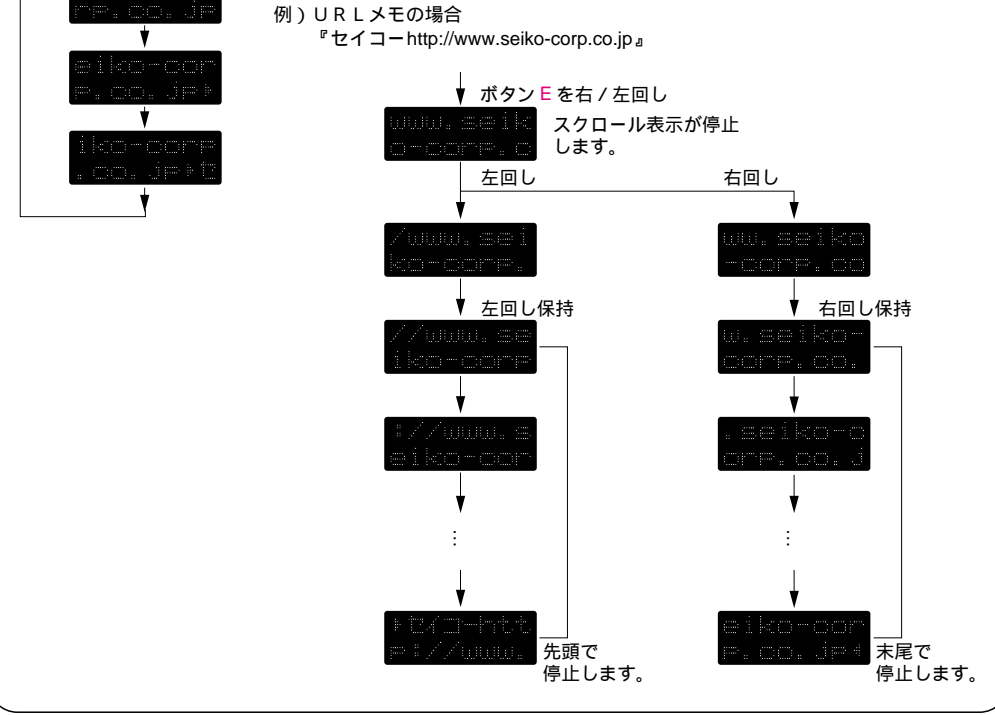 rp.co.jp
eiko-cor
p.co.jp▶
iko-corp
.co.jp▶セ
例）ＵＲＬメモの場合
『セイコーhttp://www.seiko-corp.co.jp』
ボタン E を右 / 左回し
www.seik
o-corp.c
スクロール表示が停止
します。
左回し
右回し
/www.sei
ko-corp.
ww.seiko
-corp.co
左回し保持
右回し保持
//www.se
iko-corp
w.seiko-
corp.co.
://www.s
eiko-cor
.seiko-c
orp.co.j
⋮
⋮
▶セイコーhtt
p://www.
先頭で
停止します。
eiko-cor
p.co.jp◀
末尾で
停止します。